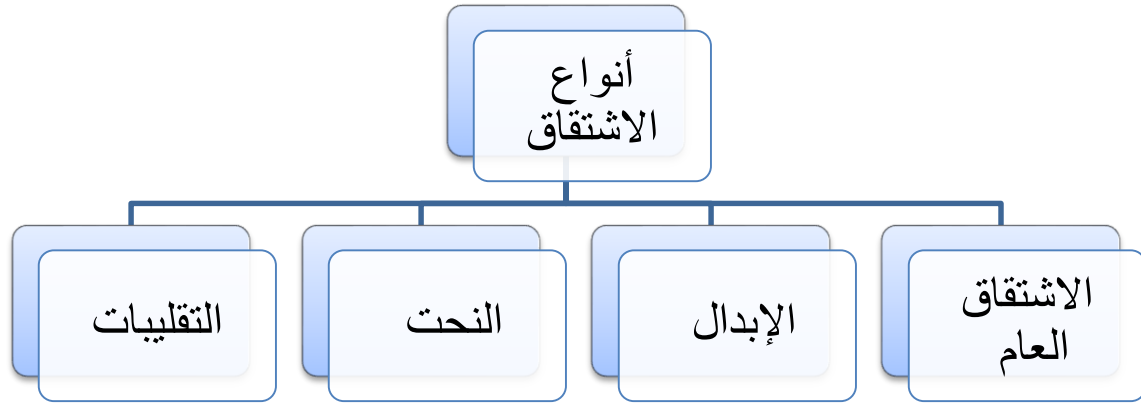 أنواع
الاشتقاق
الاشتقاق
العام
الإبدال
النحت
التقليبات